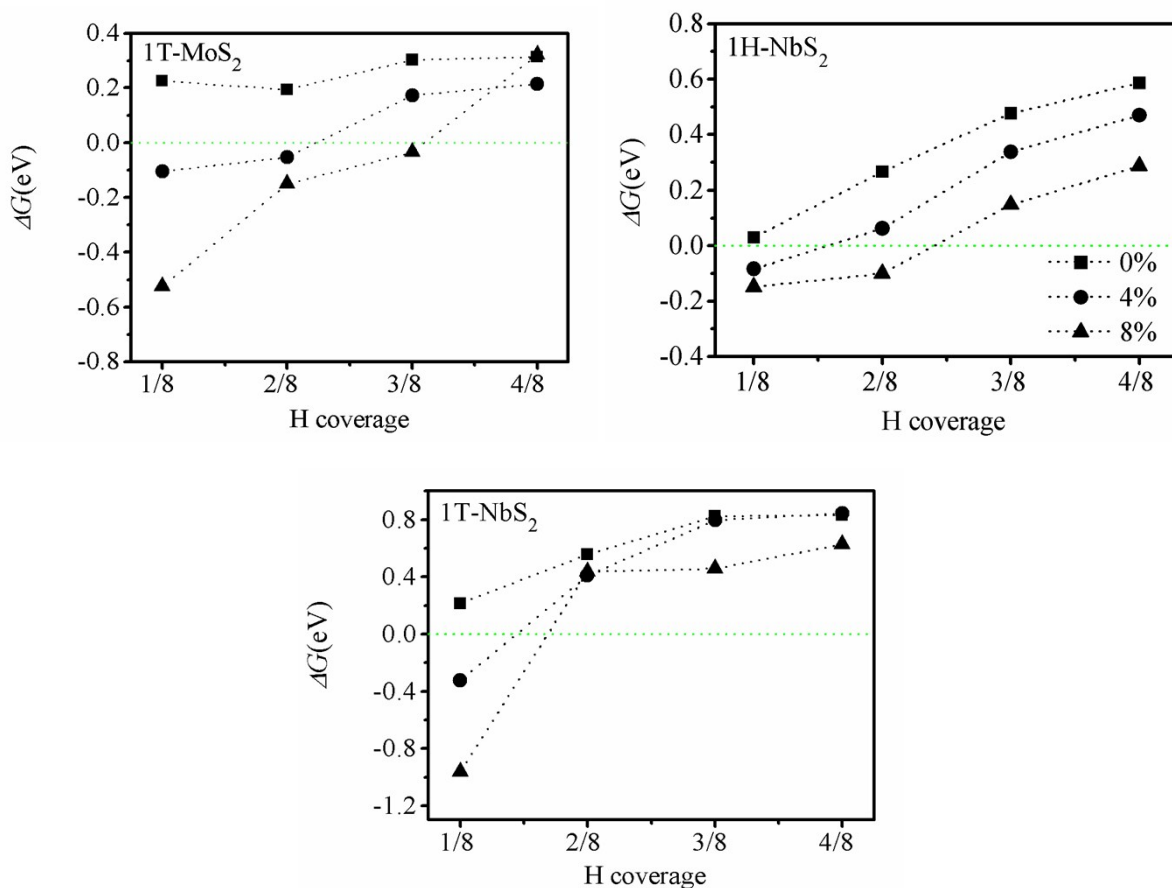 1T-MoS2
ΔG(eV)
0.4
0.2
0.0
-0.2
-0.4
-0.6
-0.8
1/8 2/8 3/8 4/8
H coverage
1H-NbS2
ΔG(eV)
0.8
0.6
0.4
0.2
0.0
-0.2
-0.4
0%
4%
8%
1/8 2/8 3/8 4/8
H coverage
1T-NbS2
ΔG(eV)
0.8
0.4
0.0
-0.4
-0.8
-1.2
1/8 2/8 3/8 4/8
H coverage